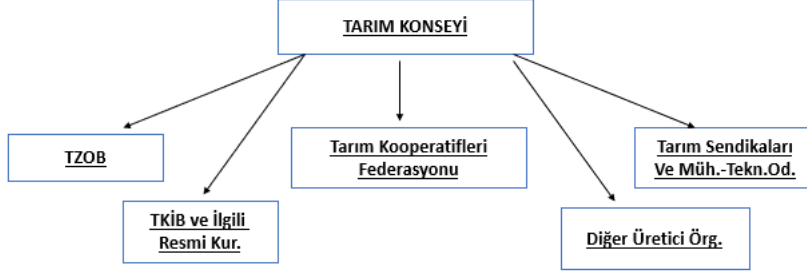 TARIM KONSEYİ
TZOB
Tarım Kooperatifleri
Federasyonu
Tarım Sendikaları
Ve Müh.-Tekn.Od.
TKİB ve İlgili
Resmi Kur.
Diğer Üretici Örg.